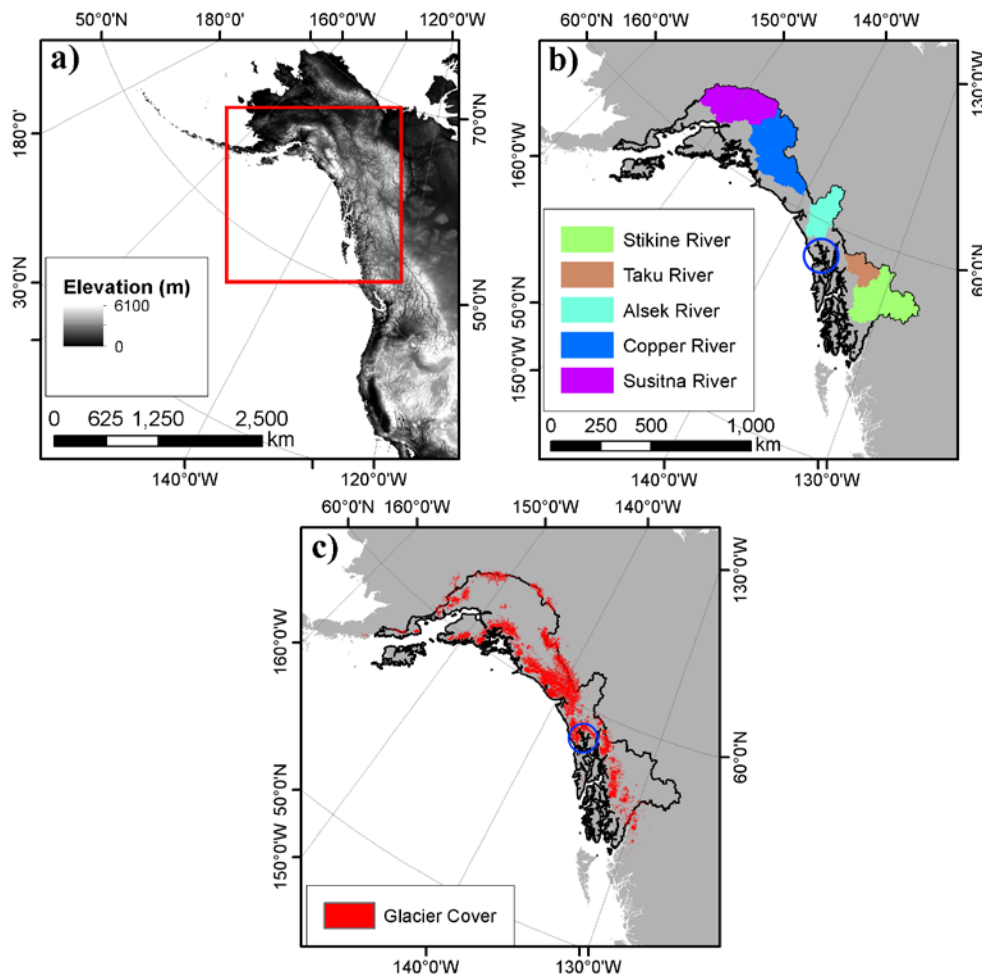 50°0'N 180°0' 160°0'W 140°0'W 120°0'W
a)
180°0'
70°0'N
30°0'N
50°0'N
Elevation (m)
6100
0
0 625 1,250 2,500
km
140°0'W 120°0'W
60°0'N 160°0'W 150°0'W 140°0'W
b)
130°0'W
160°0'W
60°0'N
50°0'N
150°0'W
Stikine River
Taku River
Alsek River
Copper River
Susitna River
0 250 500 1,000
km
140°0'W 130°0'W
60°0'N 160°0'W 150°0'W 140°0'W
c)
130°0'W
160°0'W
60°0'N
50°0'N
150°0'W
Glacier Cover
140°0'W 130°0'W